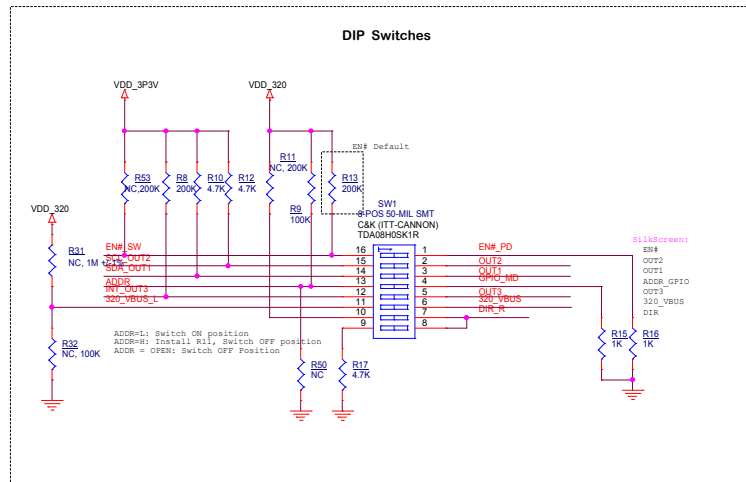 DIP Switches
VDD_3P3V
VDD_320
EN# Default
R53
NC,200K
R8
200K
R10
4.7K
R12
4.7K
R11
NC, 200K
R9
100K
R13
200K
SW1
8-POS 50-MIL SMT
C&K (ITT-CANNON)
TDA08H0SK1R
VDD_320
R31
NC, 1M +/-1%
EN#_SW
SCL_OUT2
SDA_OUT1
ADDR
INT_OUT3
320_VBUS_L
16
15
14
13
12
11
10
9
1
2
3
4
5
6
7
8
EN#_PD
OUT2
OUT1
GPIO_MD
OUT3
320_VBUS
DIR_R
SilkScreen:
EN#
OUT2
OUT1
ADDR_GPIO
OUT3
320_VBUS
DIR
R32
NC, 100K
ADDR=L: Switch ON position
ADDR=H: Install R11, Switch OFF position
ADDR = OPEN: Switch OFF Position
R50
NC
R17
4.7K
R15
1K
R16
1K